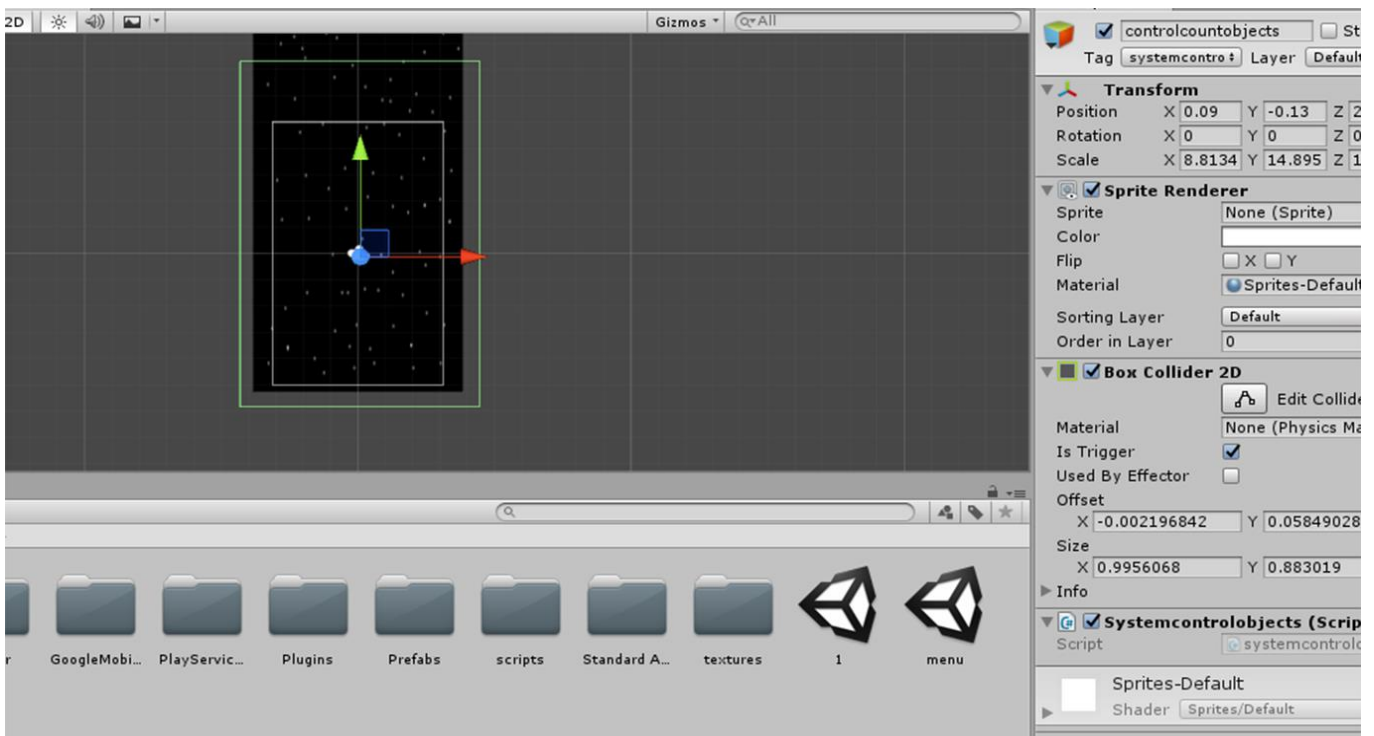 2D Gizmos All
controlcountobjects St
Tag systemcontro Layer Default
Transform
Position X 0.09 Y -0.13 Z 2
Rotation X 0 Y 0 Z 0
Scale X 8.8134 Y 14.895 Z 1
Sprite Renderer
Sprite None (Sprite)
Color
Flip X Y
Material Sprites-Default
Sorting Layer Default
Order in Layer 0
Box Collider 2D
Edit Collide
Material None (Physics Ma
Is Trigger
Used By Effector
Offset
X -0.002196842 Y 0.05849028
Size
X 0.9956068 Y 0.883019
Info
Systemcontrolobjects (Scrip
Script systemcontrolo
Sprites-Default
Shader Sprites/Default
r GoogleMobi... PlayServic... Plugins Prefabs scripts Standard A... textures 1 menu